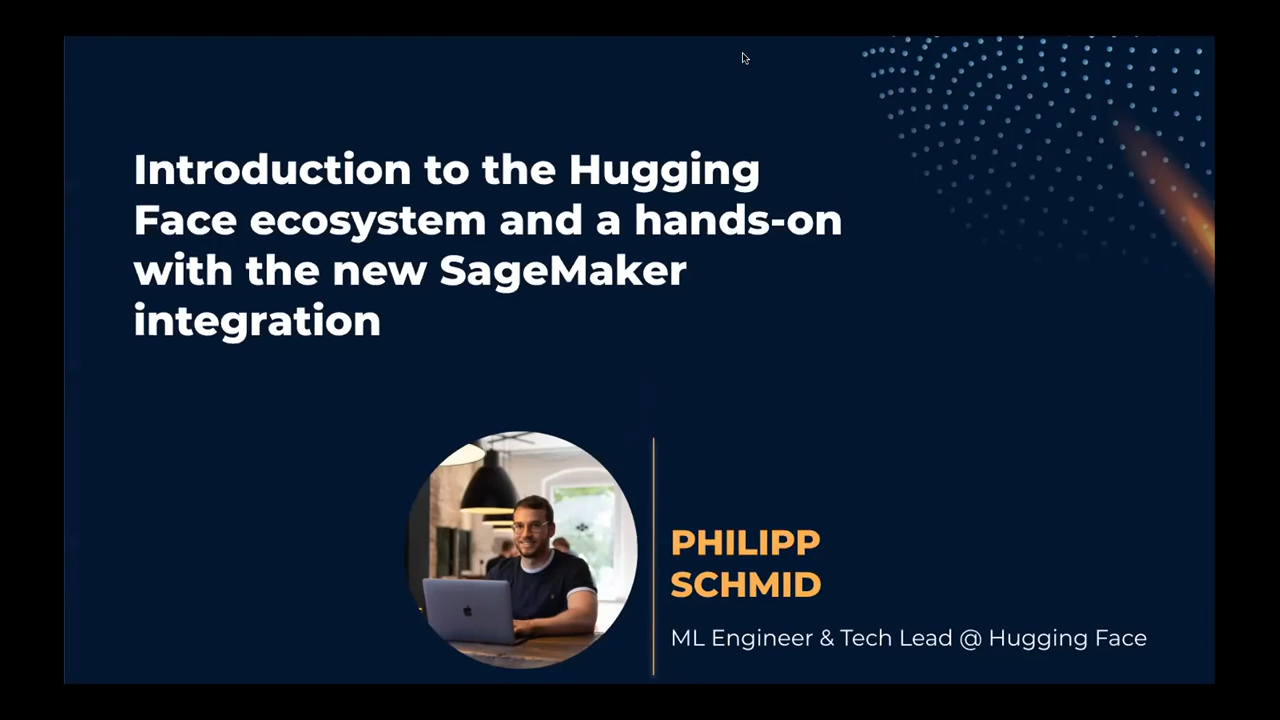 Introduction to the Hugging
Face ecosystem and a hands-on
with the new SageMaker
integration
PHILIPP
SCHMID
ML Engineer & Tech Lead @ Hugging Face